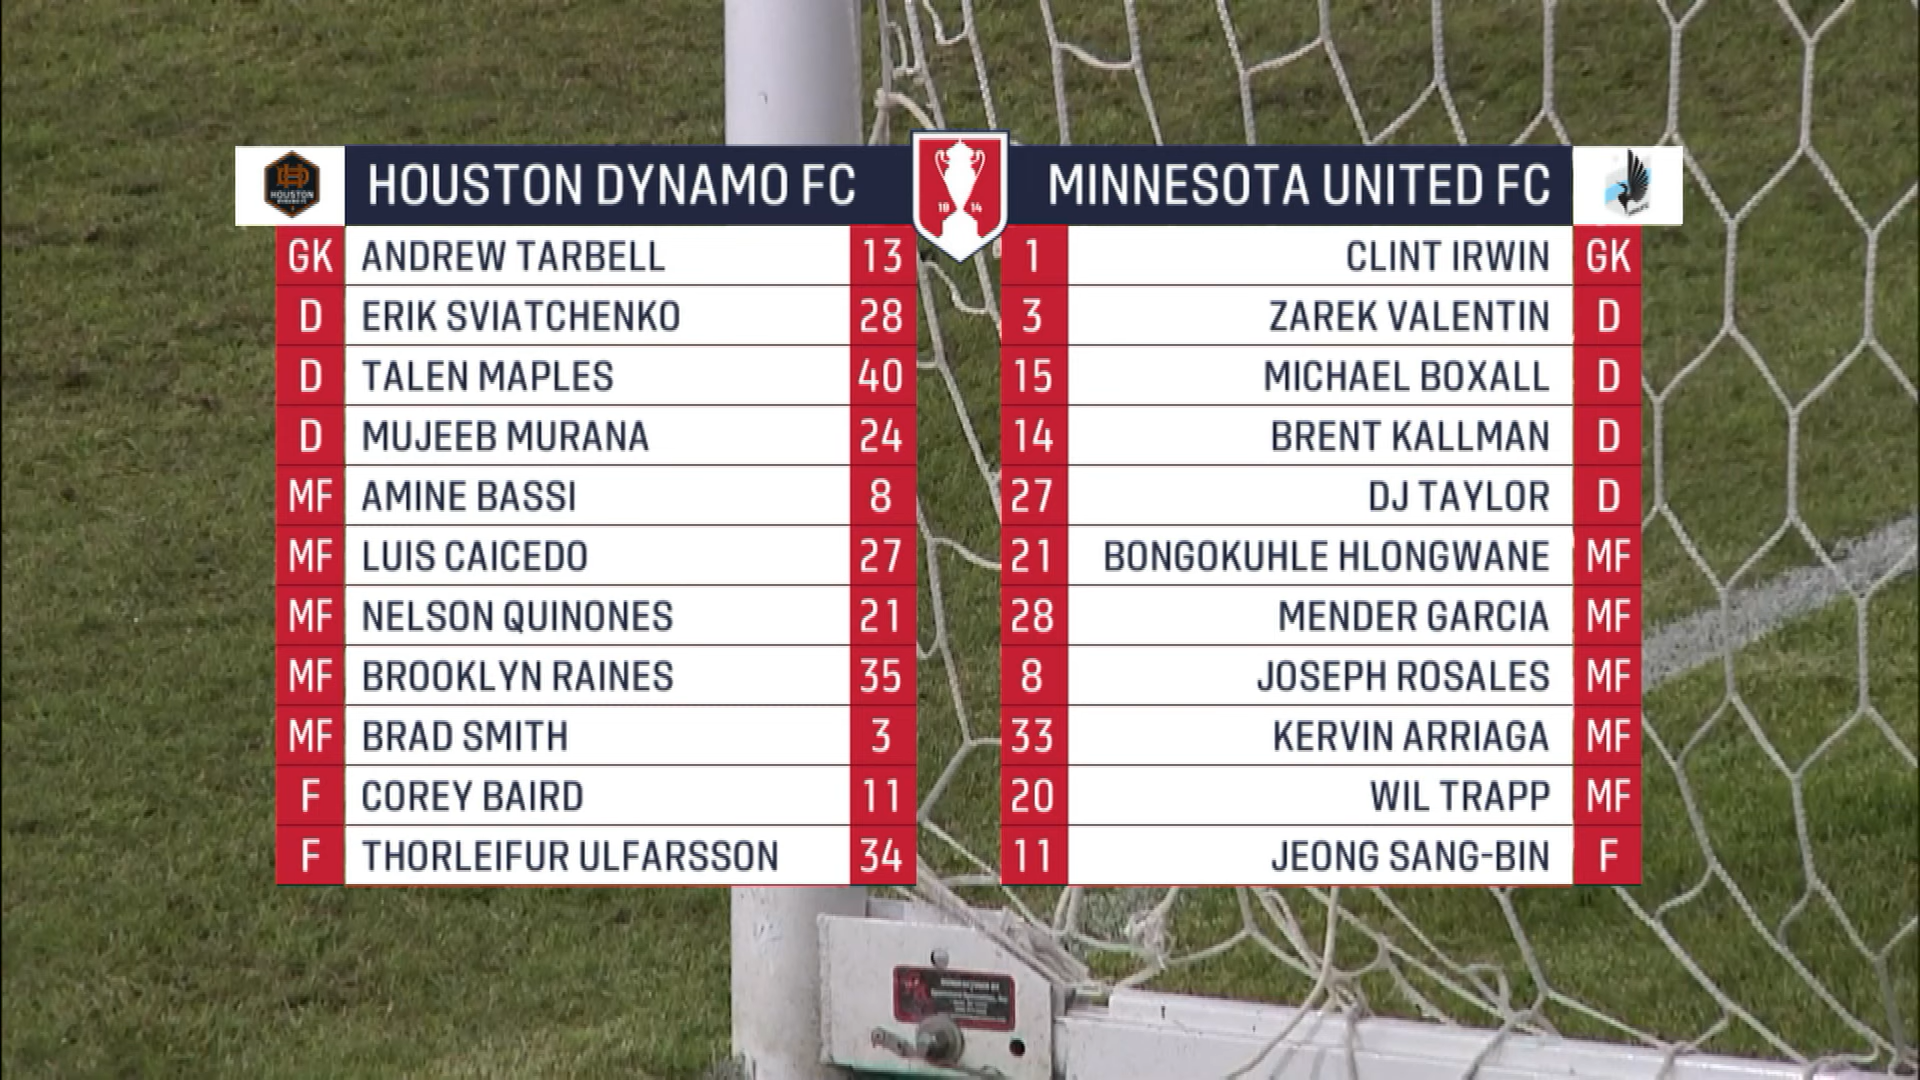 HOUSTON DYNAMO FC
MINNESOTA UNITED FC
HOUSTON
19 14
GK ANDREW TARBELL 13
D ERIK SVIATCHENKO 28
D TALEN MAPLES 40
D MUJEEB MURANA 24
MF AMINE BASSI 8
MF LUIS CAICEDO 27
MF NELSON QUINONES 21
MF BROOKLYN RAINES 35
MF BRAD SMITH 3
F COREY BAIRD 11
F THORLEIFUR ULFARSSON 34
1 CLINT IRWIN GK
3 ZAREK VALENTIN D
15 MICHAEL BOXALL D
14 BRENT KALLMAN D
27 DJ TAYLOR D
21 BONGOKUHLE HLONGWANE MF
28 MENDER GARCIA MF
8 JOSEPH ROSALES MF
33 KERVIN ARRIAGA MF
20 WIL TRAPP MF
11 JEONG SANG-BIN F